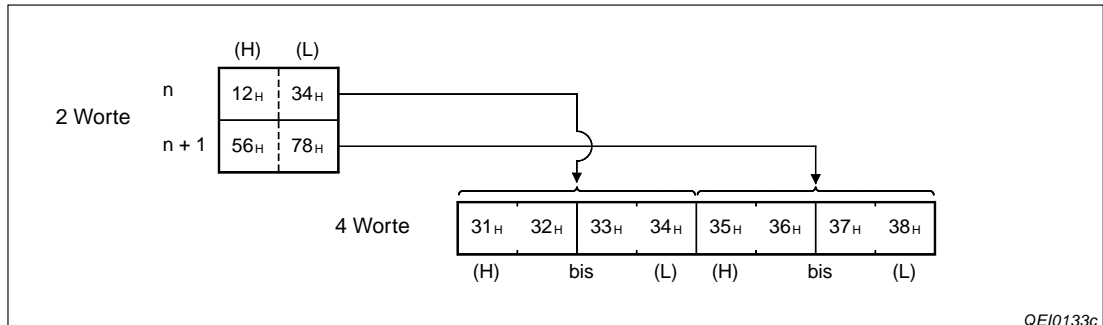 (H) (L)
n 12H 34H
2 Worte
n + 1 56H 78H
4 Worte 31H 32H 33H 34H 35H 36H 37H 38H
(H) bis (L) (H) bis (L)
QEI0133c